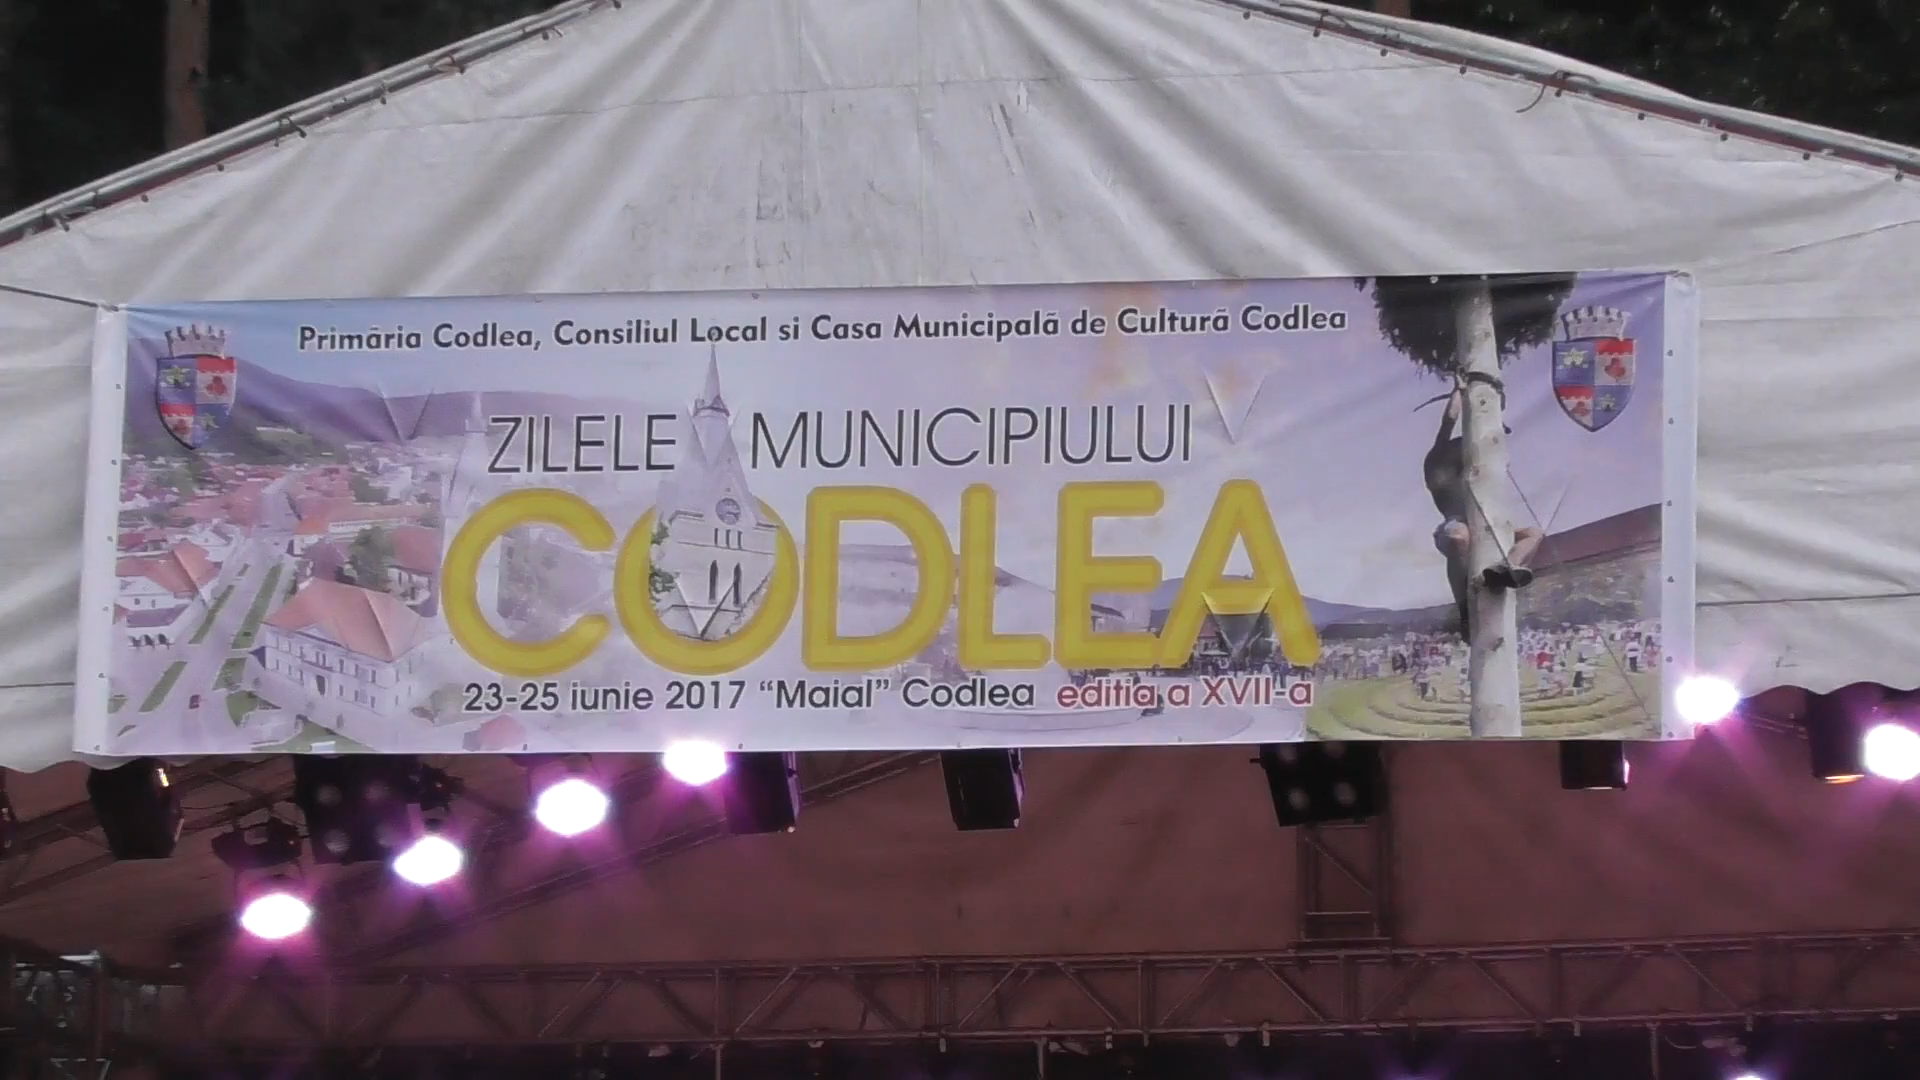 Primăria Codlea, Consiliul Local si Casa Municipală de Cultură Codlea
ZILELE MUNICIPIULUI
CODLEA
23-25 iunie 2017 “Maial” Codlea editia a XVII-a